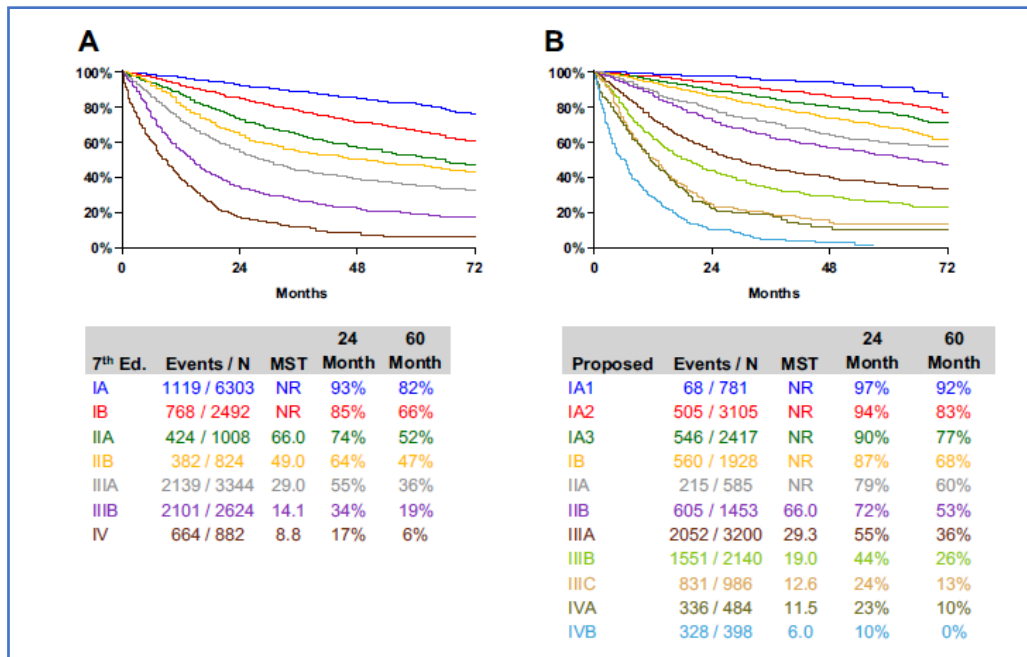 A
100%
80%
60%
40%
20%
0%
0 24 48 72
Months
7th Ed. Events / N MST 24 Month 60 Month
IA 1119 / 6303 NR 93% 82%
IB 768 / 2492 NR 85% 66%
IIA 424 / 1008 66.0 74% 52%
IIB 382 / 824 49.0 64% 47%
IIIA 2139 / 3344 29.0 55% 36%
IIIB 2101 / 2624 14.1 34% 19%
IV 664 / 882 8.8 17% 6%
B
100%
80%
60%
40%
20%
0%
0 24 48 72
Months
Proposed Events / N MST 24 Month 60 Month
IA1 68 / 781 NR 97% 92%
IA2 505 / 3105 NR 94% 83%
IA3 546 / 2417 NR 90% 77%
IB 560 / 1928 NR 87% 68%
IIA 215 / 585 NR 79% 60%
IIB 605 / 1453 66.0 72% 53%
IIIA 2052 / 3200 29.3 55% 36%
IIIB 1551 / 2140 19.0 44% 26%
IIIC 831 / 986 12.6 24% 13%
IVA 336 / 484 11.5 23% 10%
IVB 328 / 398 6.0 10% 0%